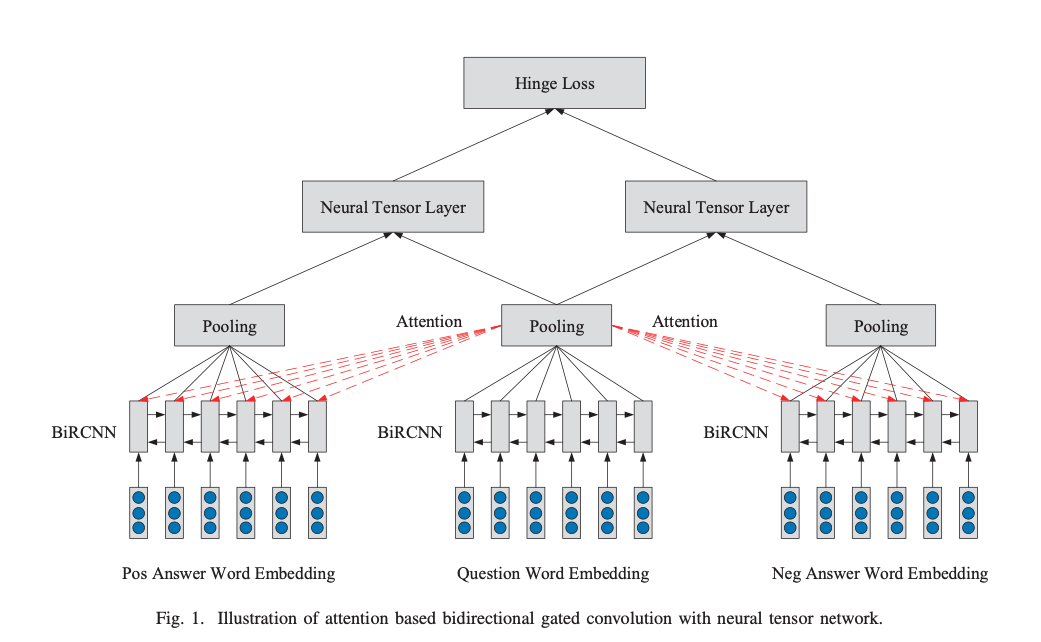 Hinge Loss
Neural Tensor Layer
Neural Tensor Layer
Pooling
Attention
Pooling
Attention
Pooling
BiRCNN
BiRCNN
BiRCNN
Pos Answer Word Embedding
Question Word Embedding
Neg Answer Word Embedding
Fig. 1. Illustration of attention based bidirectional gated convolution with neural tensor network.